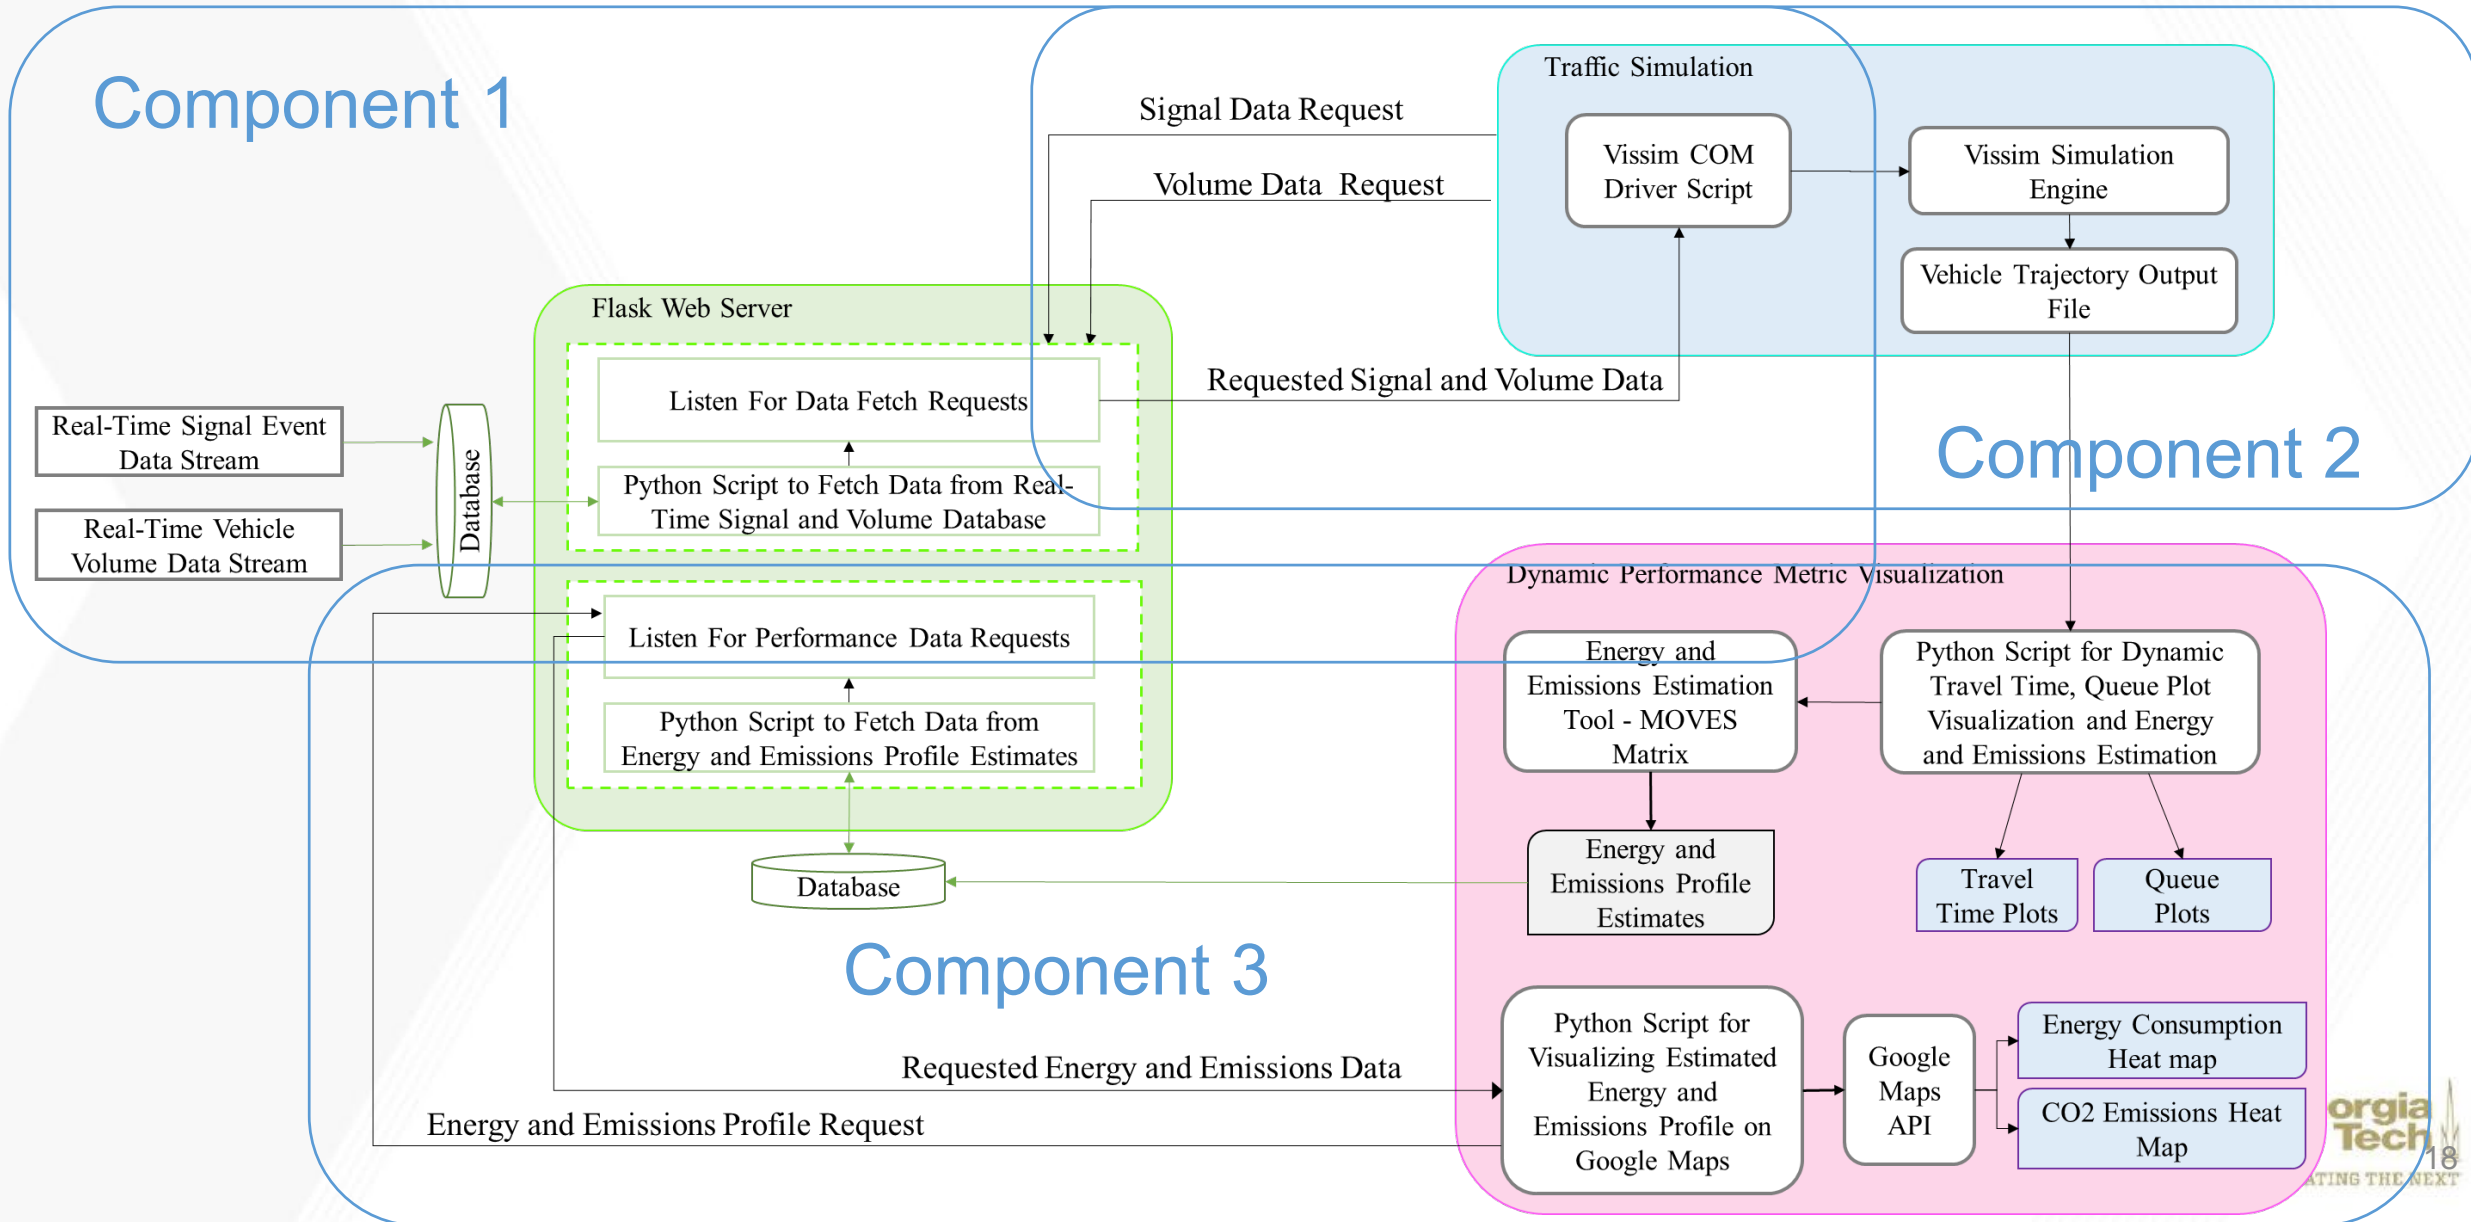 Component 1
Traffic Simulation
Signal Data Request
Volume Data Request
Vissim COM
Driver Script
Vissim Simulation
Engine
Vehicle Trajectory Output
File
Flask Web Server
Listen For Data Fetch Requests
Requested Signal and Volume Data
Real-Time Signal Event
Data Stream
Real-Time Vehicle
Volume Data Stream
Database
Python Script to Fetch Data from Real-
Time Signal and Volume Database
Component 2
Dynamic Performance Metric Visualization
Listen For Performance Data Requests
Python Script to Fetch Data from
Energy and Emissions Profile Estimates
Energy and
Emissions Estimation
Tool - MOVES
Matrix
Python Script for Dynamic
Travel Time, Queue Plot
Visualization and Energy
and Emissions Estimation
Database
Energy and
Emissions Profile
Estimates
Travel
Time Plots
Queue
Plots
Component 3
Requested Energy and Emissions Data
Energy and Emissions Profile Request
Python Script for
Visualizing Estimated
Energy and
Emissions Profile on
Google Maps
Google
Maps
API
Energy Consumption
Heat map
CO2 Emissions Heat
Map
orgia
Tech
18
ATING THE NEXT